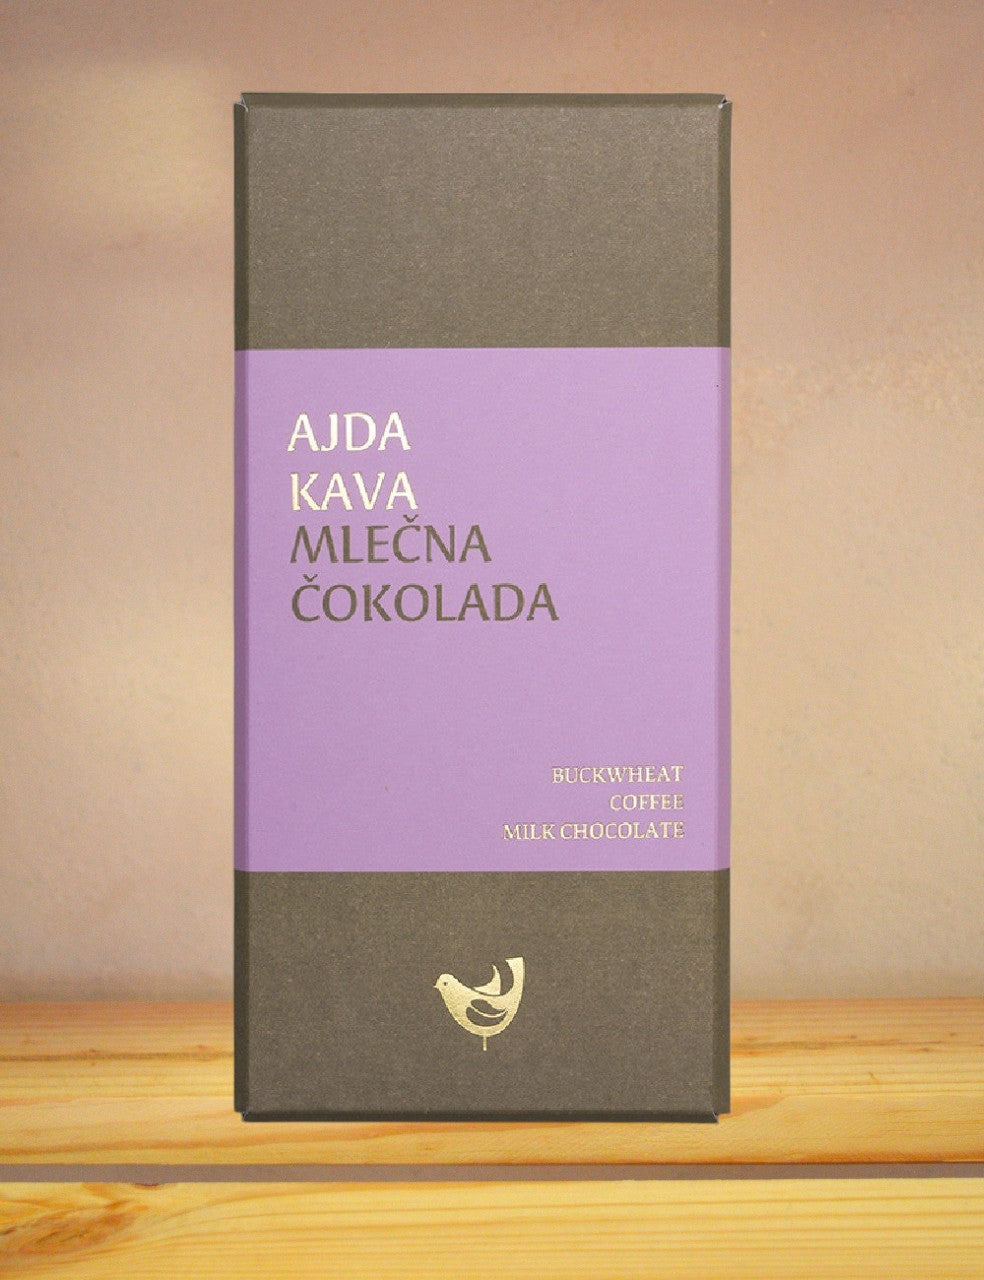 AJDA
KAVA
MLEČNA
ČOKOLADA
BUCKWHEAT
COFFEE
MILK CHOCOLATE